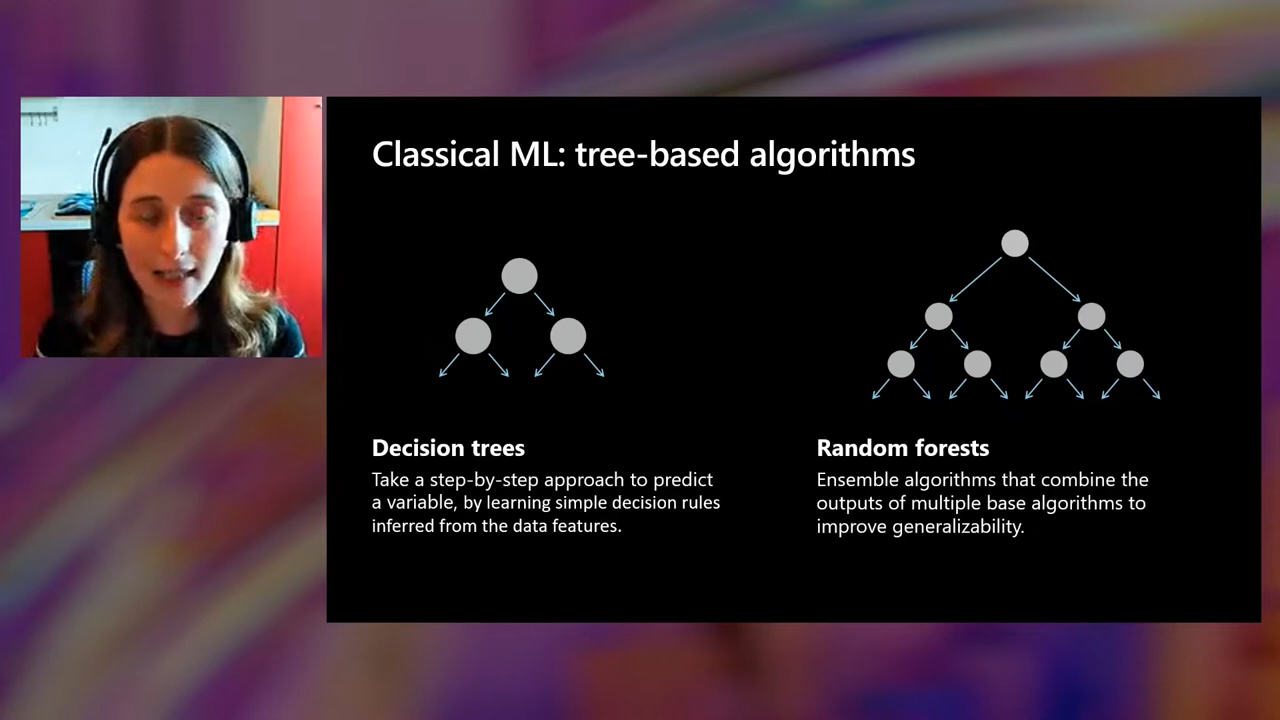 Classical ML: tree-based algorithms
Decision trees
Take a step-by-step approach to predict
a variable, by learning simple decision rules
inferred from the data features.
Random forests
Ensemble algorithms that combine the
outputs of multiple base algorithms to
improve generalizability.